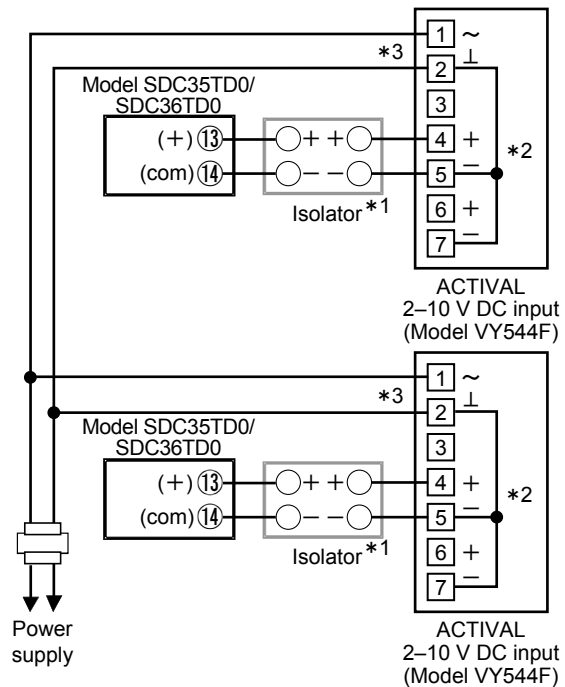 1 ~
*3
2 ⊥
Model SDC35TD0/
SDC36TD0
3
(+) ⑬ + + 4 +
*2
(com) ⑭ − − 5 −
Isolator *1
6 +
7 −
ACTIVAL
2–10 V DC input
(Model VY544F)
1 ~
*3
2 ⊥
Model SDC35TD0/
SDC36TD0
3
(+) ⑬ + + 4 +
*2
(com) ⑭ − − 5 −
Isolator *1
6 +
7 −
Power
supply
ACTIVAL
2–10 V DC input
(Model VY544F)